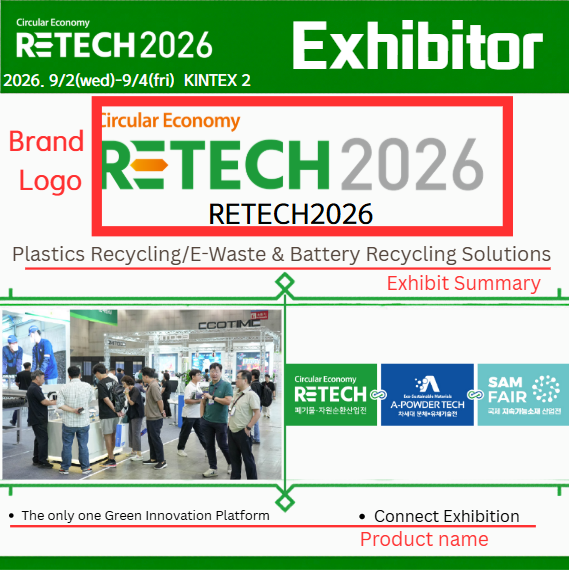 Circular Economy
RETECH 2026
Exhibitor
2026. 9/2(wed)-9/4(fri) KINTEX 2
Brand
Logo
Circular Economy
RETECH 2026
RETECH2026
Plastics Recycling/E-Waste & Battery Recycling Solutions
Exhibit Summary
Circular Economy
RETECH
폐기물·자원순환산업전
Eco-Sustainable Materials
A-POWDER TECH
차세대 분체+유체기술전
SAM
FAIR
국제 지속가능소재 산업전
• The only one Green Innovation Platform
• Connect Exhibition
Product name